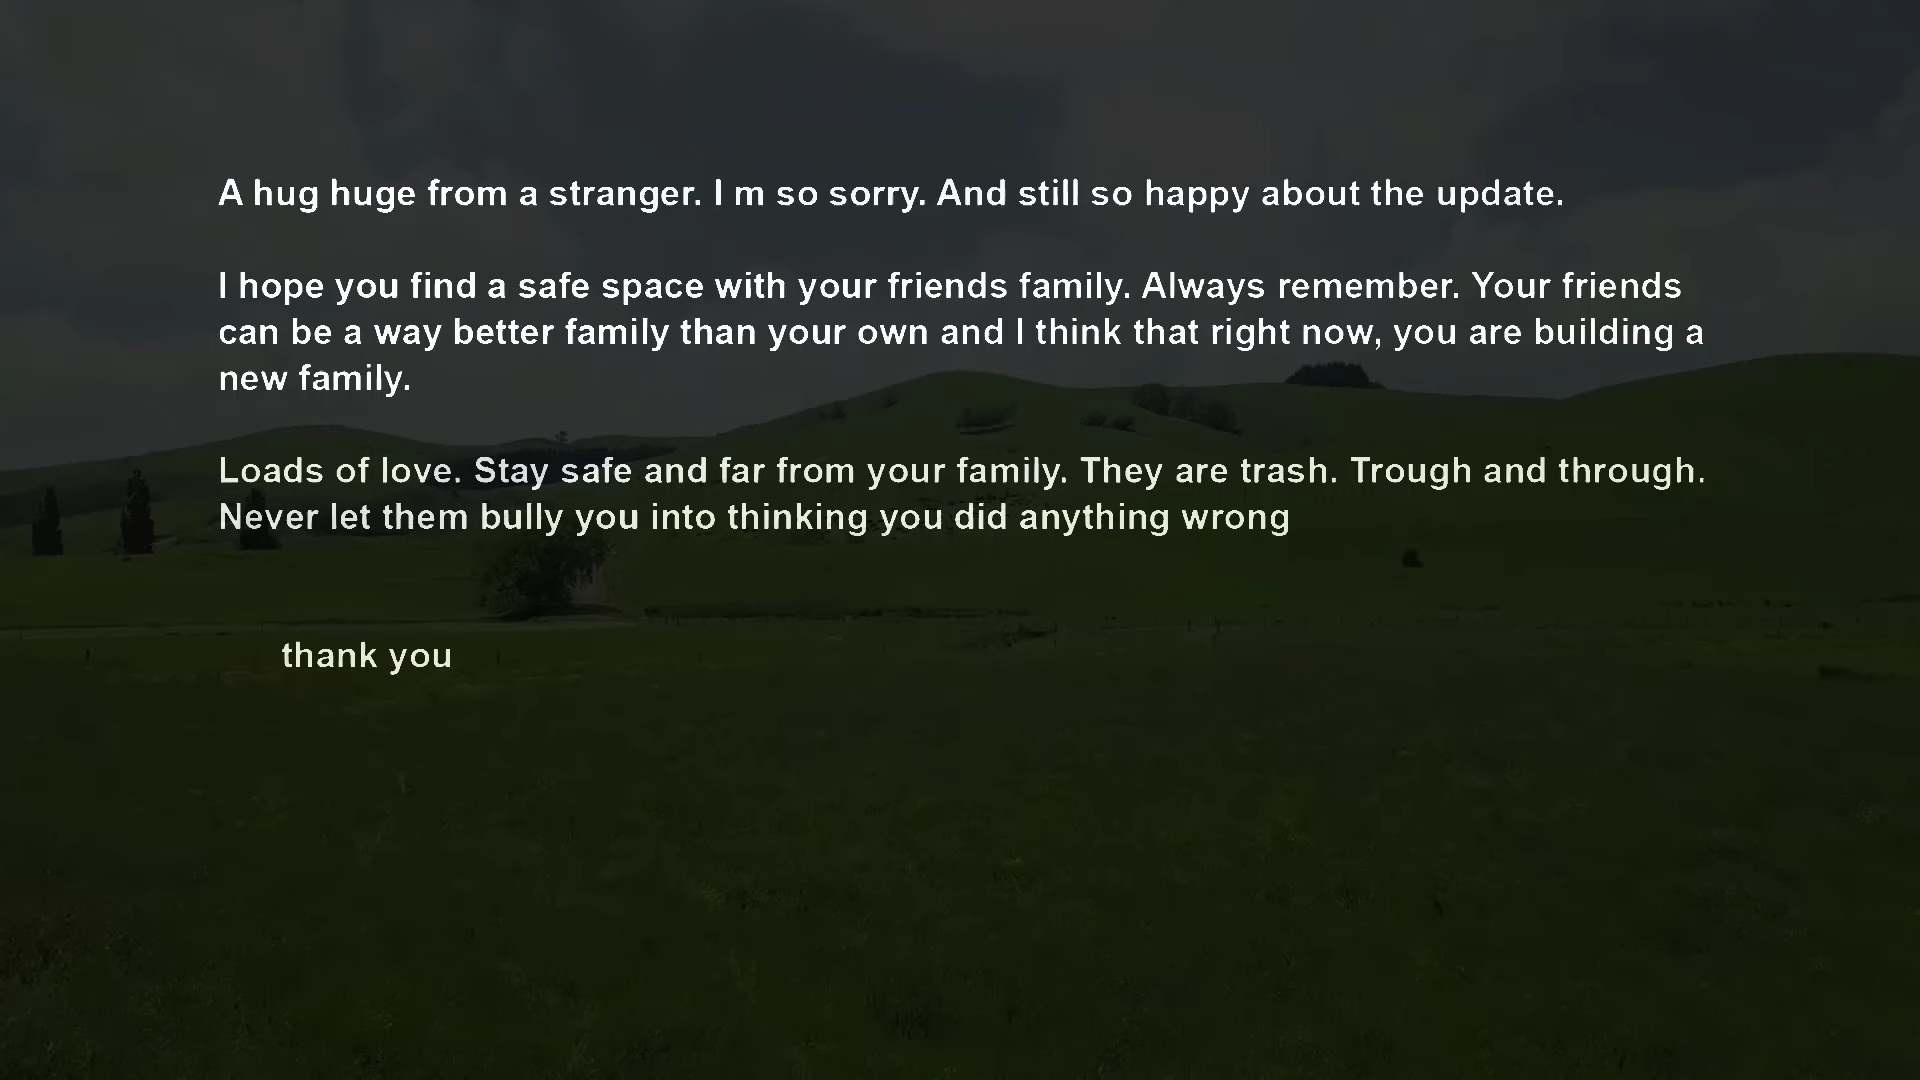 A hug huge from a stranger. I m so sorry. And still so happy about the update.
I hope you find a safe space with your friends family. Always remember. Your friends
can be a way better family than your own and I think that right now, you are building a
new family.
Loads of love. Stay safe and far from your family. They are trash. Trough and through.
Never let them bully you into thinking you did anything wrong
thank you